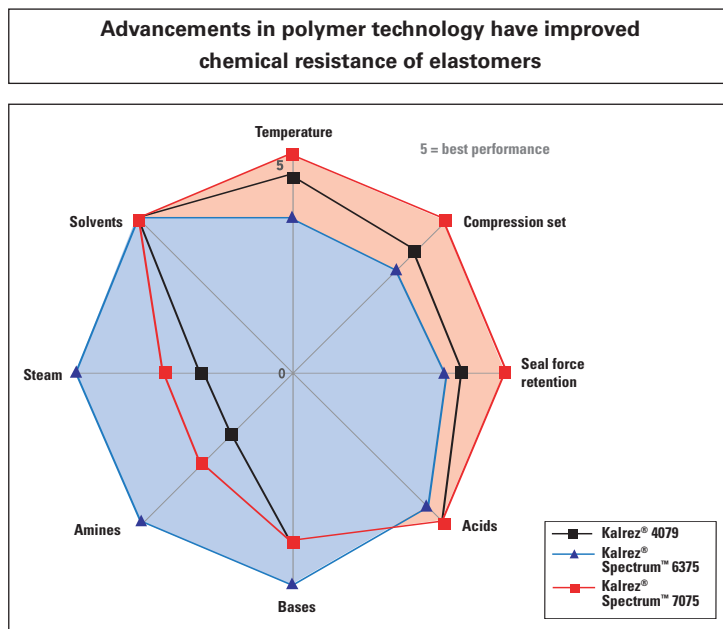 Advancements in polymer technology have improved
chemical resistance of elastomers
Temperature
5 = best performance
5
Solvents
Compression set
Steam
0
Seal force
retention
Amines
Acids
Bases
Kalrez® 4079
Kalrez®
Spectrum™ 6375
Kalrez®
Spectrum™ 7075